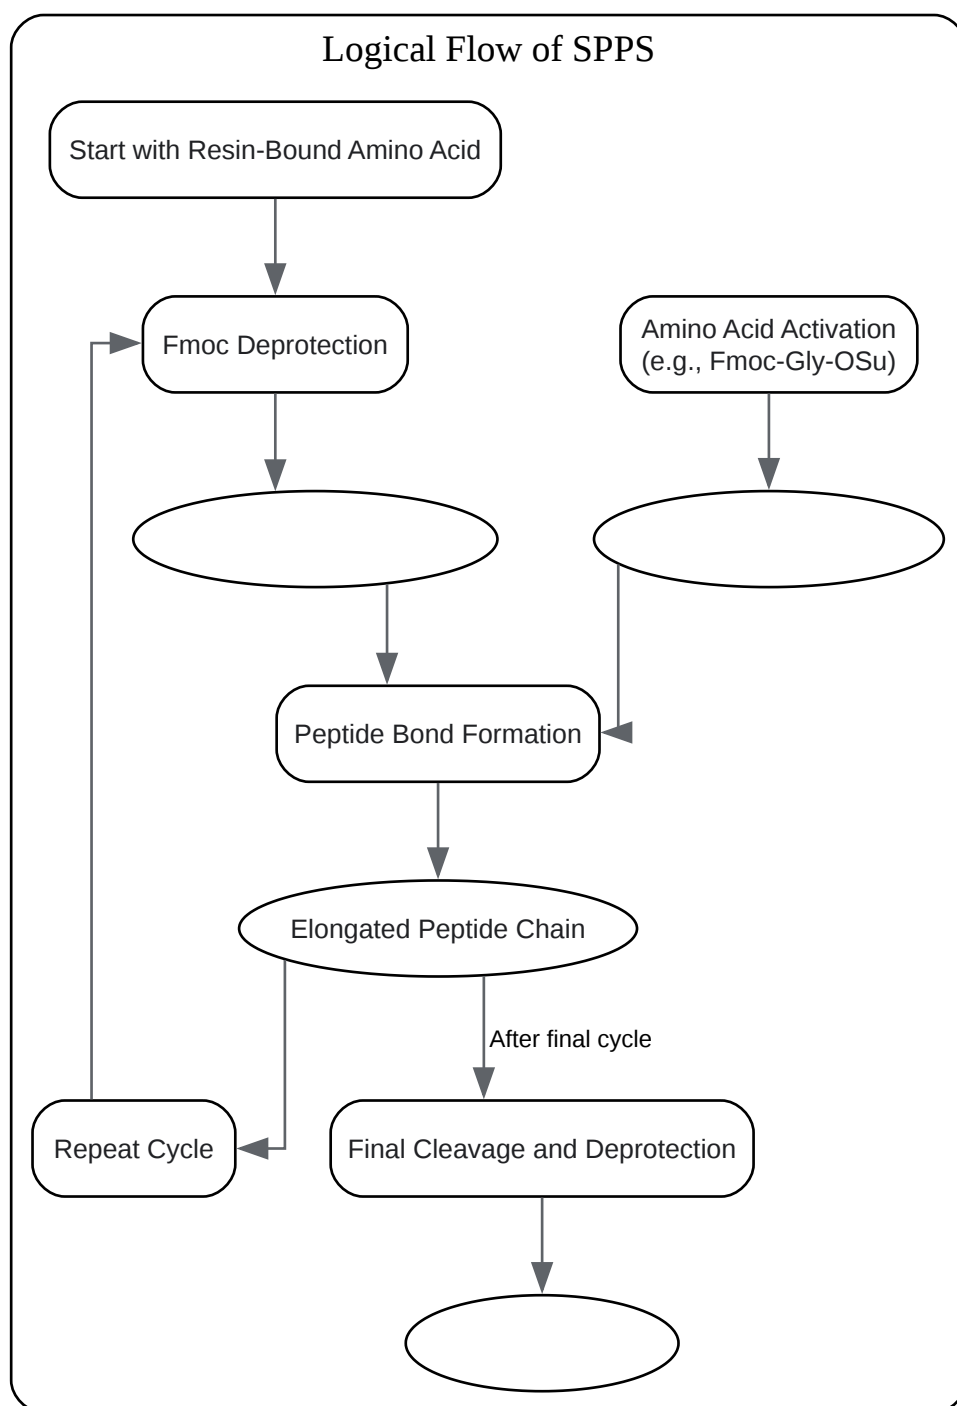 Logical Flow of SPPS
Start with Resin-Bound Amino Acid
Fmoc Deprotection
Amino Acid Activation
(e.g., Fmoc-Gly-OSu)
Peptide Bond Formation
Elongated Peptide Chain
After final cycle
Repeat Cycle
Final Cleavage and Deprotection